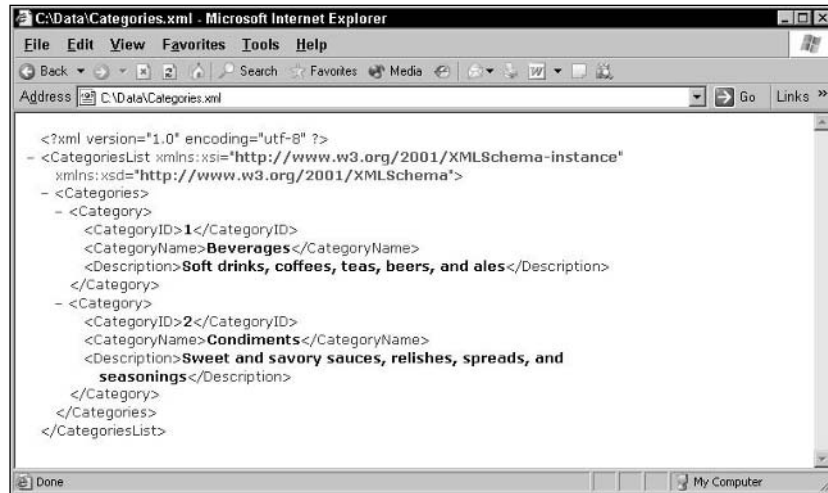 C:\Data\Categories.xml - Microsoft Internet Explorer
File Edit View Favorites Tools Help
Back Search Favorites Media
Address C:\Data\Categories.xml Go Links »
<?xml version="1.0" encoding="utf-8" ?>
- <CategoriesList xmlns:xsi="http://www.w3.org/2001/XMLSchema-instance"
xmlns:xsd="http://www.w3.org/2001/XMLSchema">
- <Categories>
- <Category>
<CategoryID>1</CategoryID>
<CategoryName>Beverages</CategoryName>
<Description>Soft drinks, coffees, teas, beers, and ales</Description>
</Category>
- <Category>
<CategoryID>2</CategoryID>
<CategoryName>Condiments</CategoryName>
<Description>Sweet and savory sauces, relishes, spreads, and
seasonings</Description>
</Category>
</Categories>
</CategoriesList>
Done My Computer